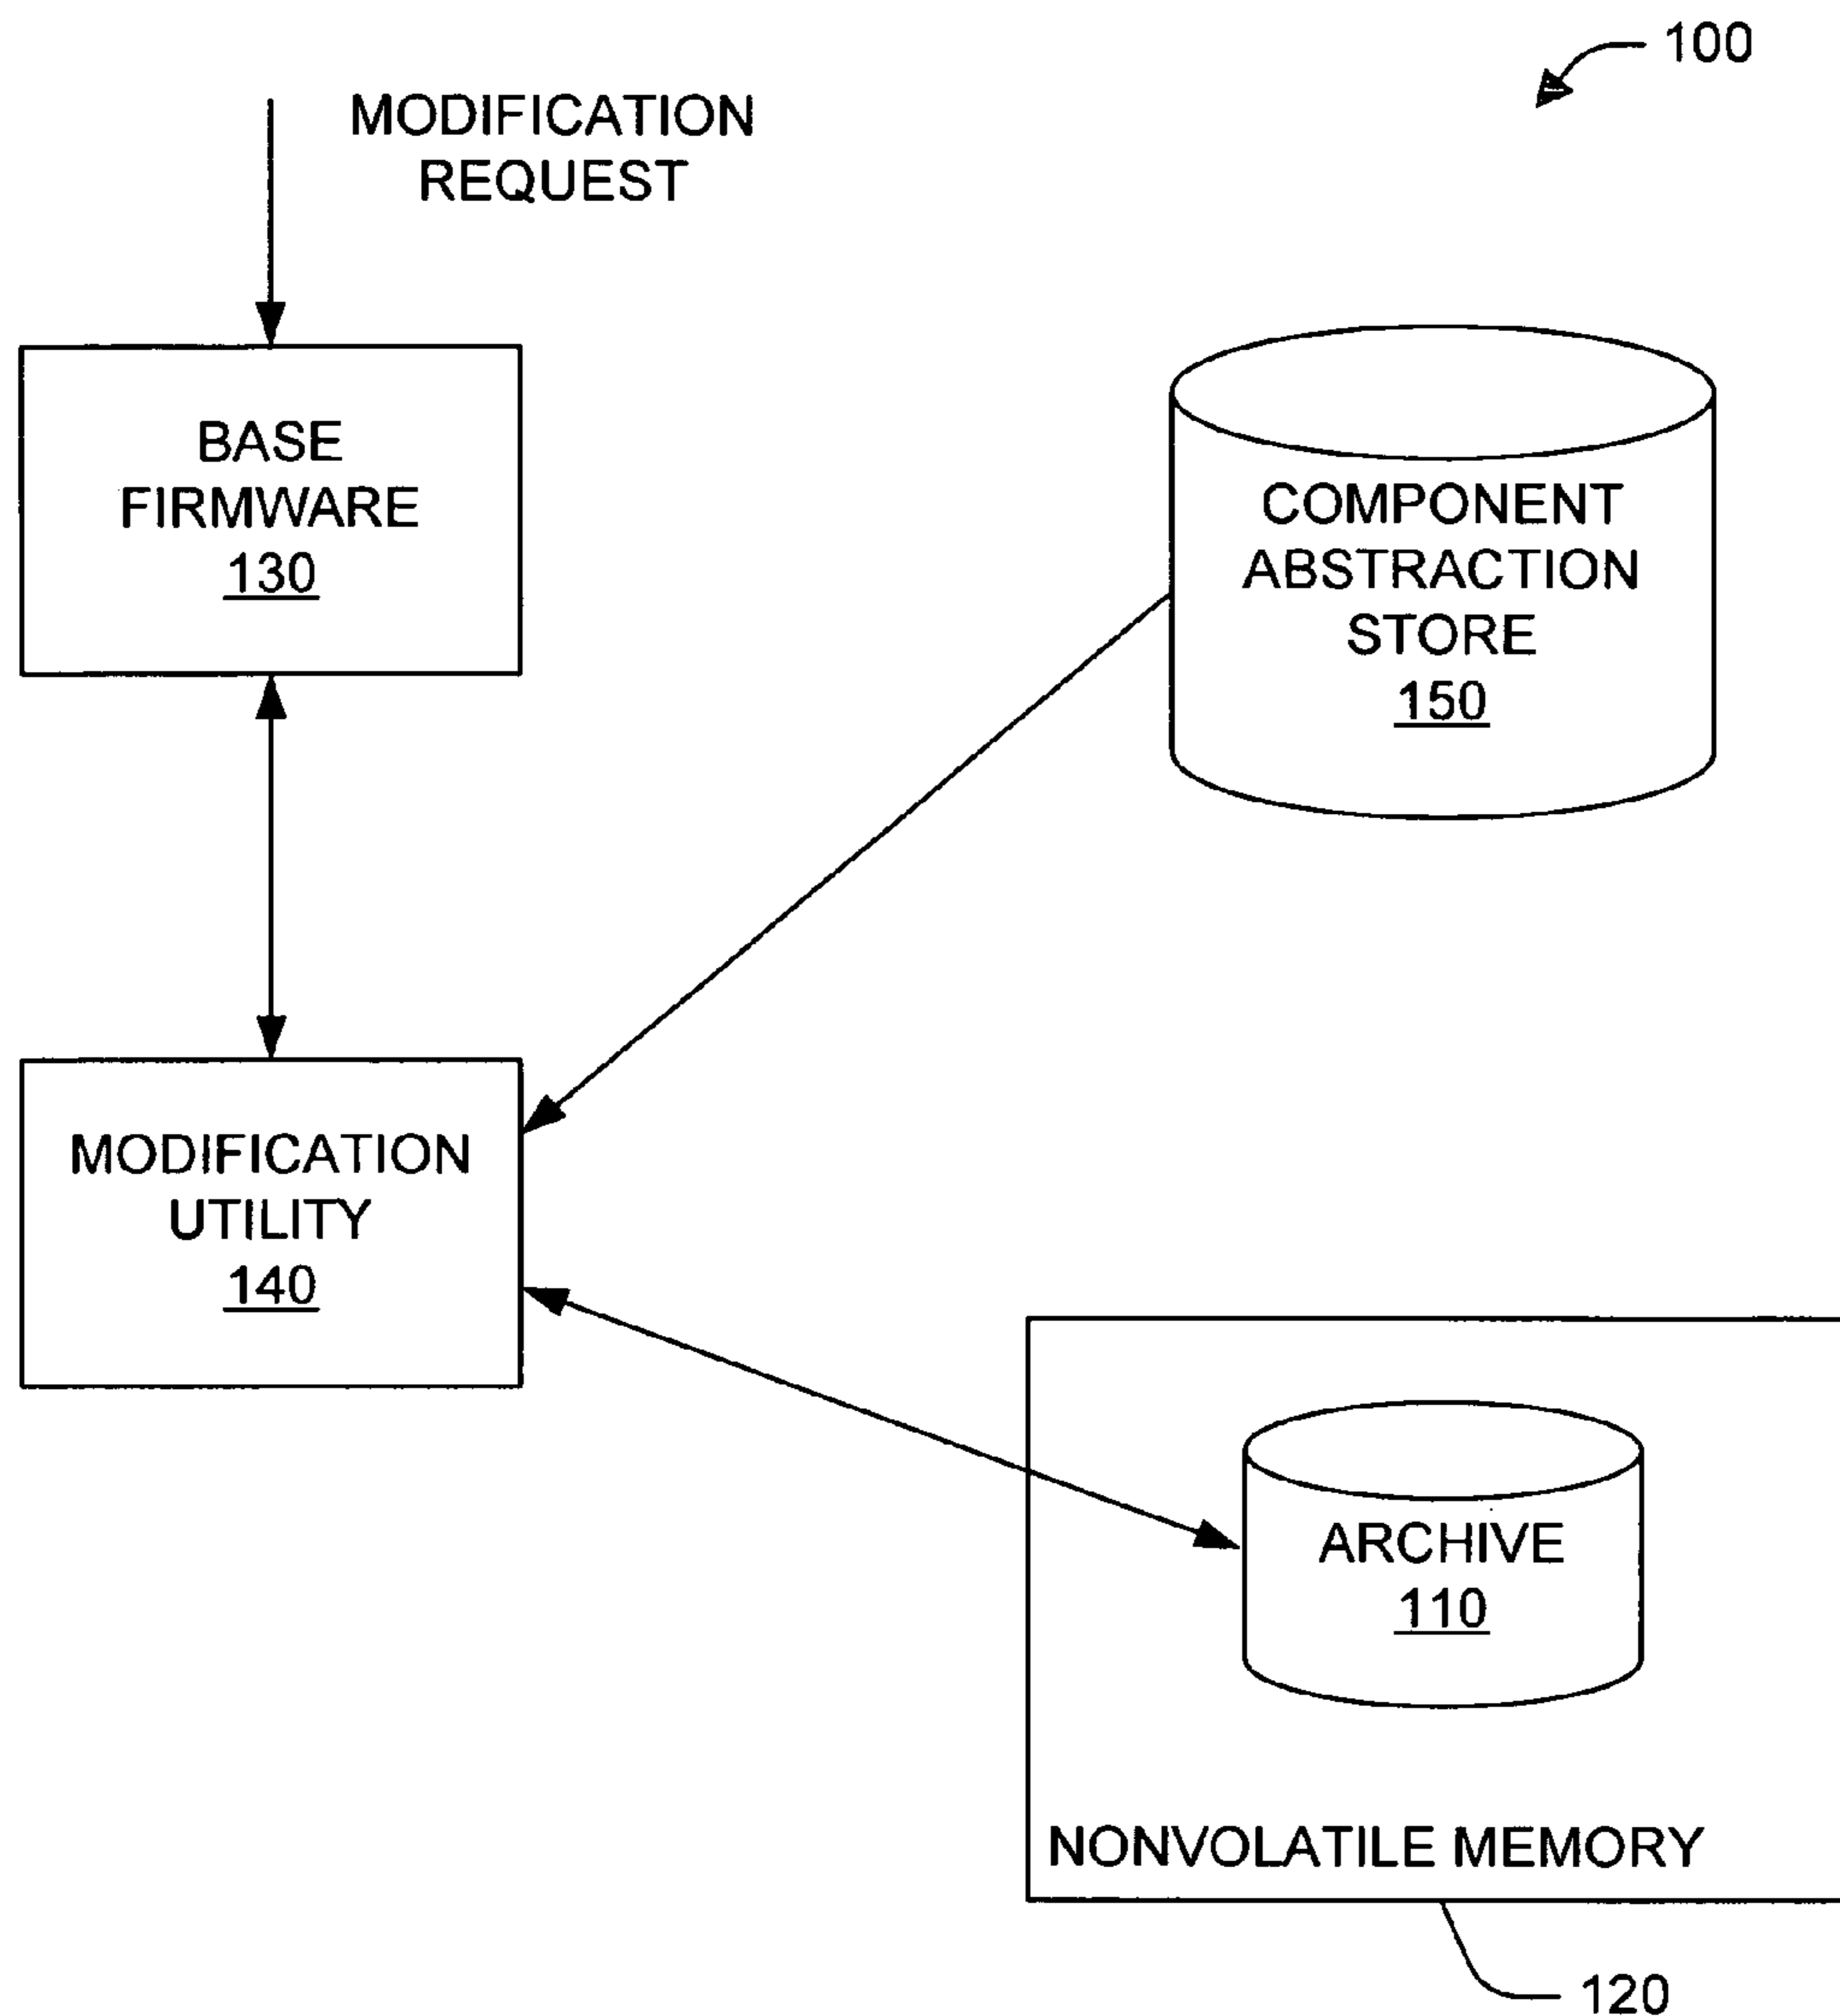 100
MODIFICATION
REQUEST
BASE
FIRMWARE
130
COMPONENT
ABSTRACTION
STORE
150
MODIFICATION
UTILITY
140
ARCHIVE
110
NONVOLATILE MEMORY
120